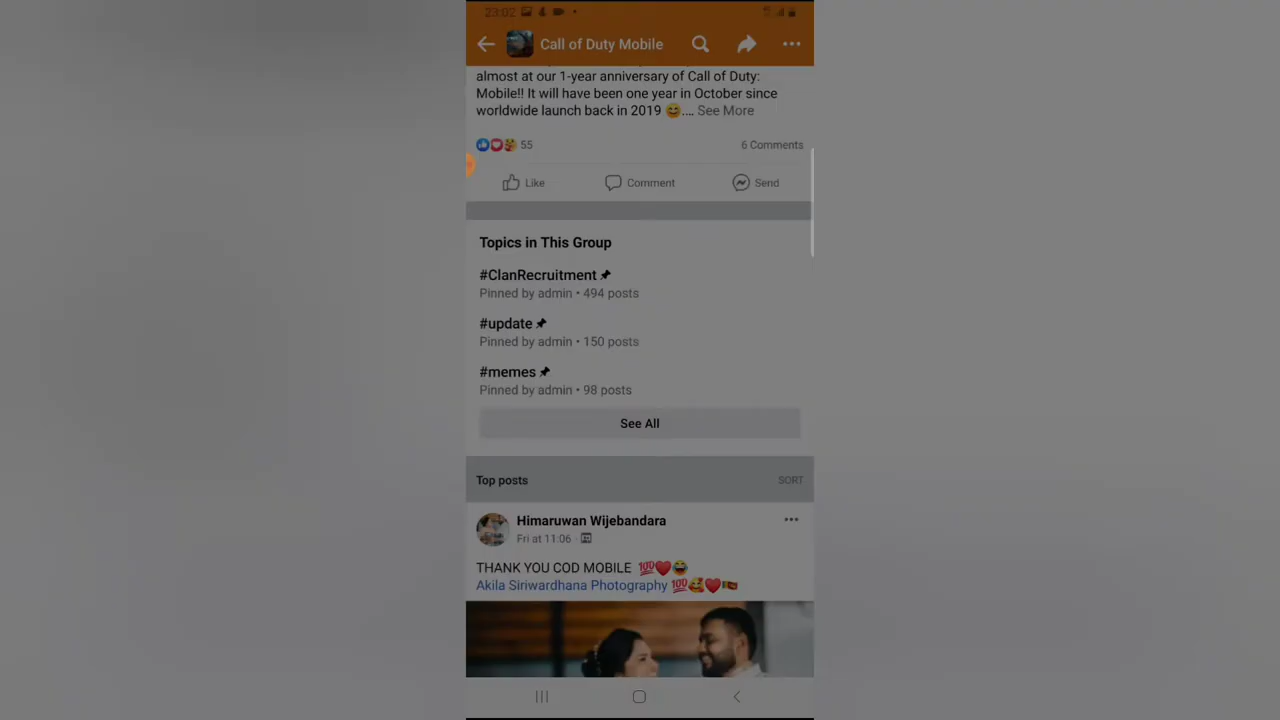 23:02
Call of Duty Mobile
almost at our 1-year anniversary of Call of Duty:
Mobile!! It will have been one year in October since
worldwide launch back in 2019 😊.... See More
55
6 Comments
Like
Comment
Send
Topics in This Group
#ClanRecruitment
Pinned by admin • 494 posts
#update
Pinned by admin • 150 posts
#memes
Pinned by admin • 98 posts
See All
Top posts
SORT
Himaruwan Wijebandara
Fri at 11:06
THANK YOU COD MOBILE 💯❤️😂
Akila Siriwardhana Photography 💯🥰❤️🇱🇰